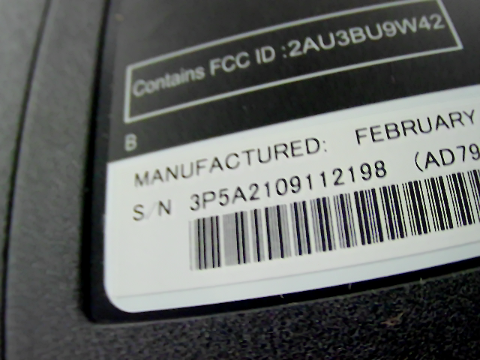 Contains FCC ID :2AU3BU9W42
B
MANUFACTURED: FEBRUARY
S/N 3P5A2109112198 (AD79